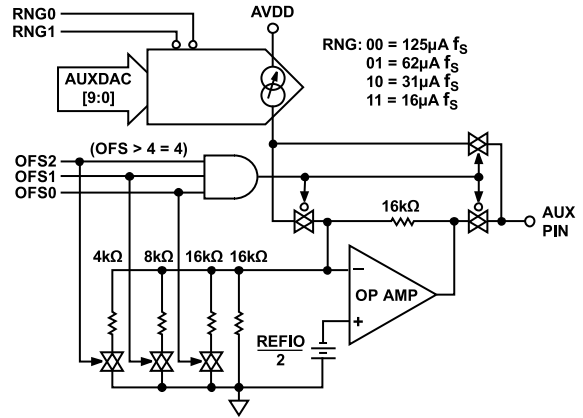 RNG0
RNG1
AVDD
RNG: 00 = 125µA fS
01 = 62µA fS
10 = 31µA fS
11 = 16µA fS
AUXDAC
[9:0]
(OFS > 4 = 4)
OFS2
OFS1
OFS0
16kΩ
AUX
PIN
4kΩ 8kΩ 16kΩ 16kΩ
–
OP AMP
+
REFIO
2